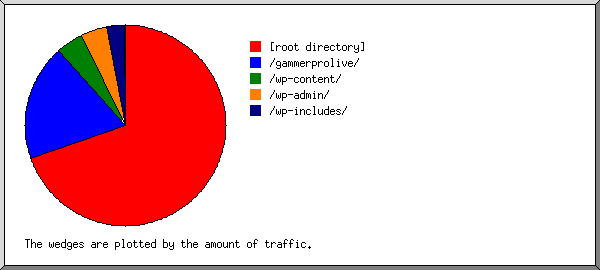 [root directory]
/gammerprolive/
/wp-content/
/wp-admin/
/wp-includes/
The wedges are plotted by the amount of traffic.